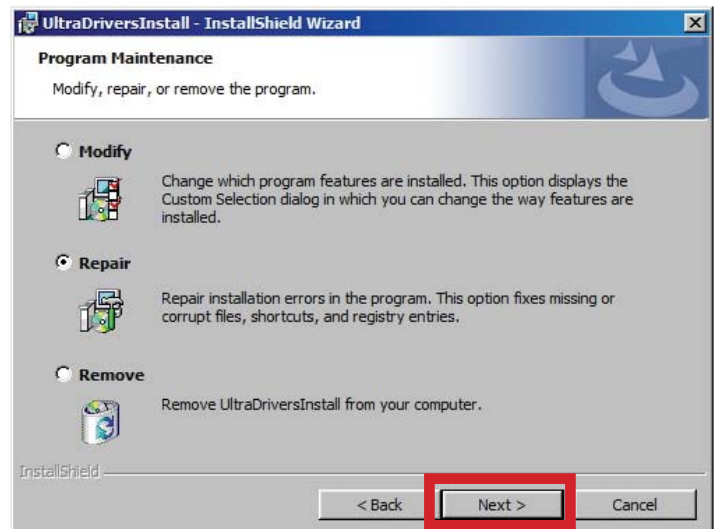 UltraDriversInstall - InstallShield Wizard
Program Maintenance
Modify, repair, or remove the program.
Modify
Change which program features are installed. This option displays the
Custom Selection dialog in which you can change the way features are
installed.
Repair
Repair installation errors in the program. This option fixes missing or
corrupt files, shortcuts, and registry entries.
Remove
Remove UltraDriversInstall from your computer.
InstallShield
< Back Next > Cancel